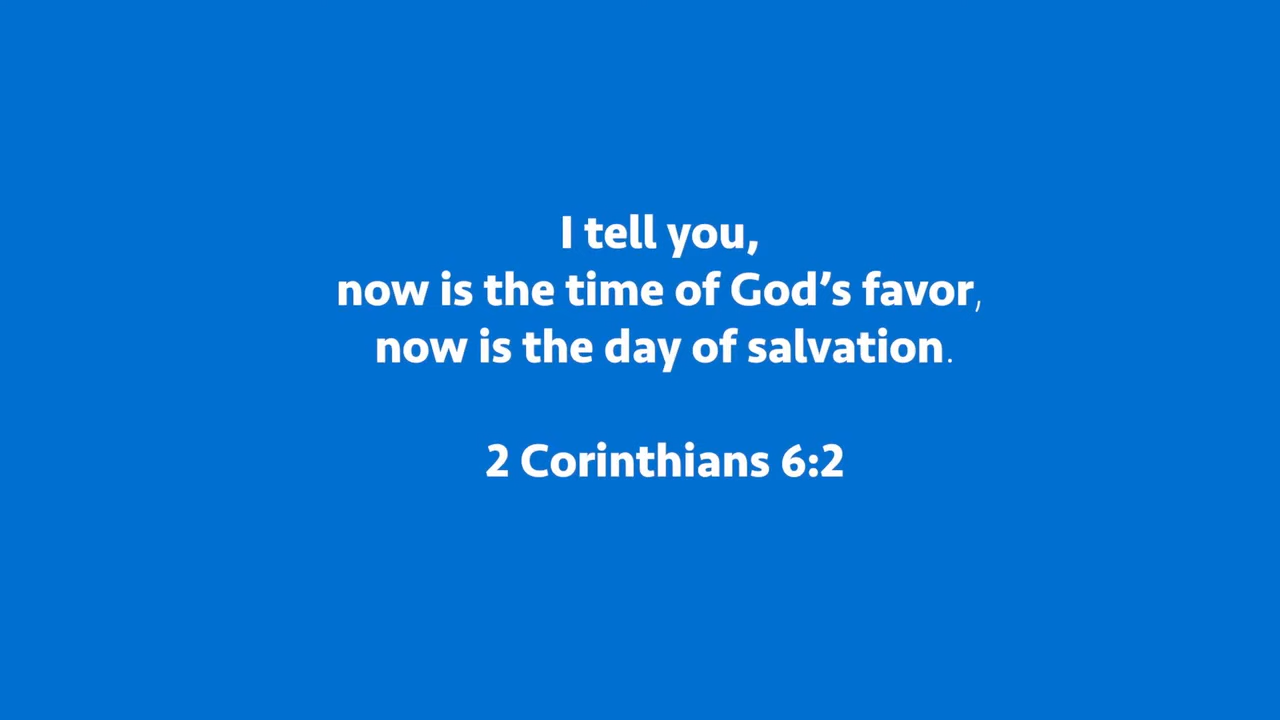 I tell you,
now is the time of God’s favor,
now is the day of salvation.
2 Corinthians 6:2